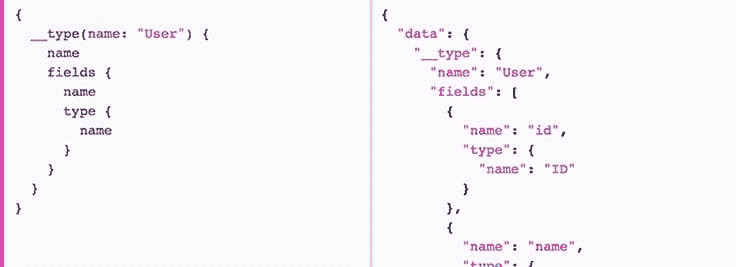 {
  __type(name: "User") {
    name
    fields {
      name
      type {
        name
      }
    }
  }
}
{
  "data": {
    "__type": {
      "name": "User",
      "fields": [
        {
          "name": "id",
          "type": {
            "name": "ID"
          }
        },
        {
          "name": "name",
          "type": {